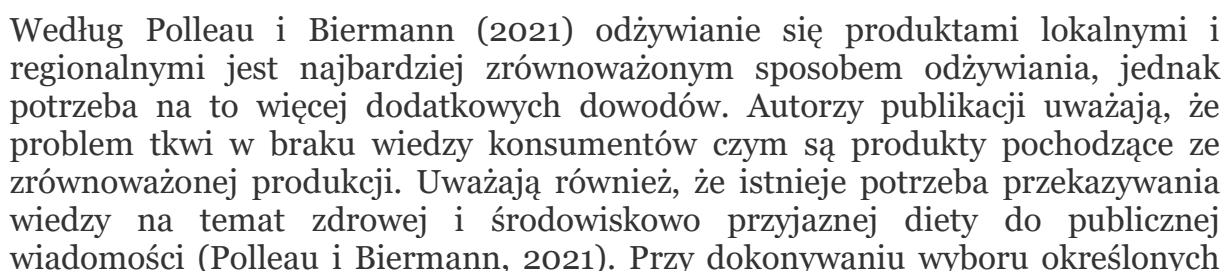 Według Polleau i Biermann (2021) odżywianie się produktami lokalnymi i
regionalnymi jest najbardziej zrównoważonym sposobem odżywiania, jednak
potrzeba na to więcej dodatkowych dowodów. Autorzy publikacji uważają, że
problem tkwi w braku wiedzy konsumentów czym są produkty pochodzące ze
zrównoważonej produkcji. Uważają również, że istnieje potrzeba przekazywania
wiedzy na temat zdrowej i środowiskowo przyjaznej diety do publicznej
wiadomości (Polleau i Biermann, 2021). Przy dokonywaniu wyboru określonych